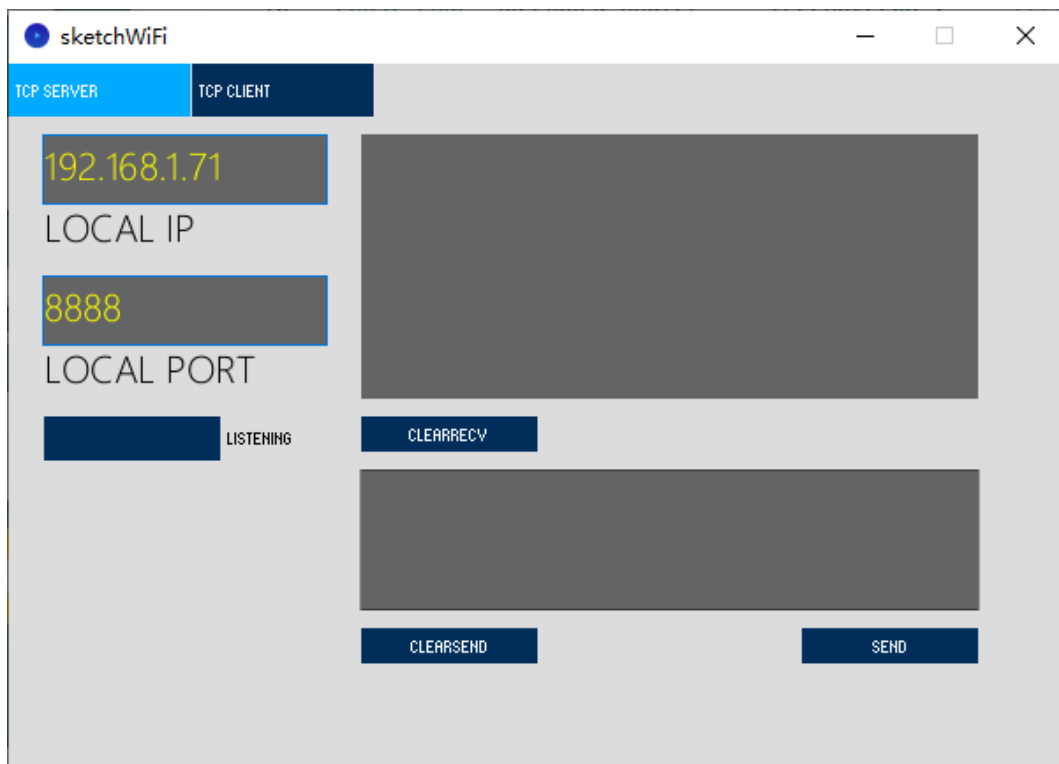 sketchWiFi
TCP SERVER
TCP CLIENT
192.168.1.71
LOCAL IP
8888
LOCAL PORT
LISTENING
CLEARRECV
CLEARSEND
SEND